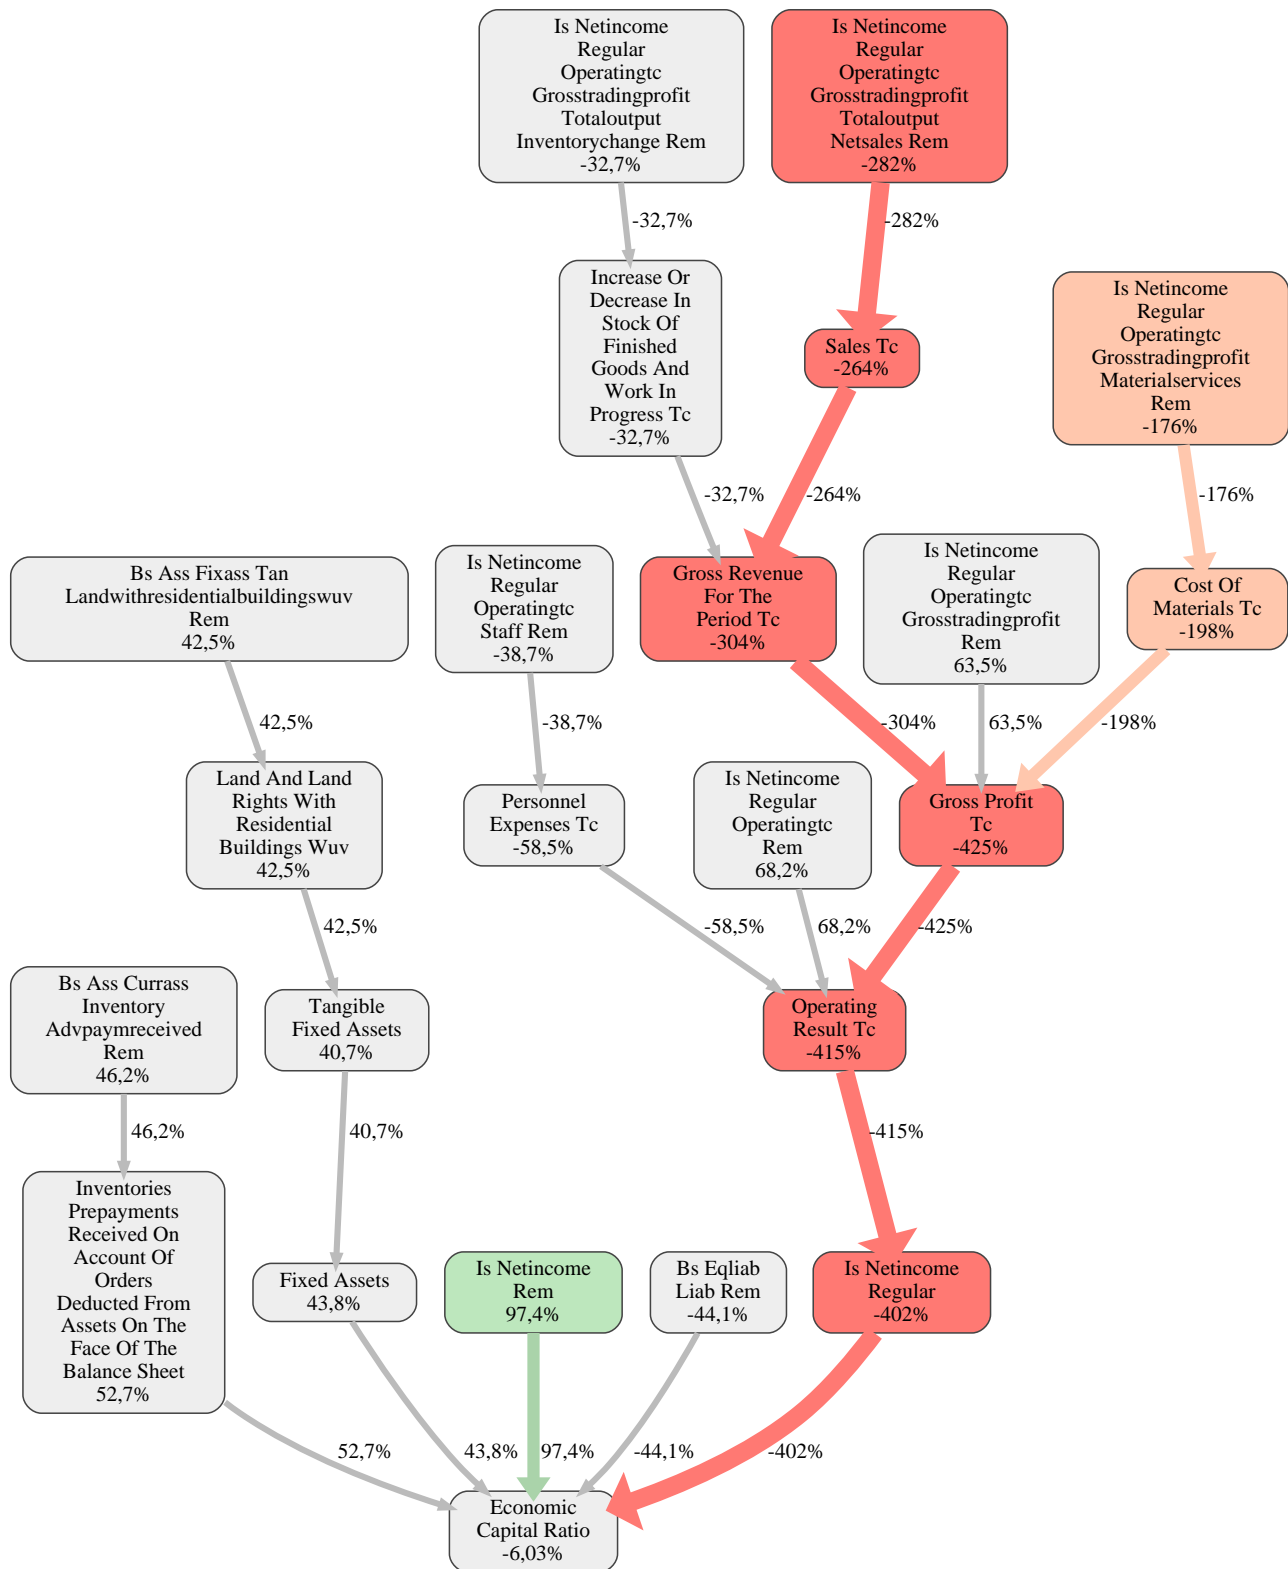 Is Netincome
Regular
Operatingtc
Grosstradingprofit
Totaloutput
Inventorychange Rem
-32,7%
Is Netincome
Regular
Operatingtc
Grosstradingprofit
Totaloutput
Netsales Rem
-282%
-32,7%
-282%
Increase Or
Decrease In
Stock Of
Finished
Goods And
Work In
Progress Tc
-32,7%
Sales Tc
-264%
Is Netincome
Regular
Operatingtc
Grosstradingprofit
Materialservices
Rem
-176%
-32,7%
-264%
-176%
Bs Ass Fixass Tan
Landwithresidentialbuildingswuv
Rem
42,5%
Is Netincome
Regular
Operatingtc
Staff Rem
-38,7%
Gross Revenue
For The
Period Tc
-304%
Is Netincome
Regular
Operatingtc
Grosstradingprofit
Rem
63,5%
Cost Of
Materials Tc
-198%
42,5%
-38,7%
-304%
63,5%
-198%
Land And Land
Rights With
Residential
Buildings Wuv
42,5%
Personnel
Expenses Tc
-58,5%
Is Netincome
Regular
Operatingtc
Rem
68,2%
Gross Profit
Tc
-425%
42,5%
-58,5%
68,2%
-425%
Bs Ass Currass
Inventory
Advpaymreceived
Rem
46,2%
Tangible
Fixed Assets
40,7%
Operating
Result Tc
-415%
46,2%
40,7%
-415%
Inventories
Prepayments
Received On
Account Of
Orders
Deducted From
Assets On The
Face Of The
Balance Sheet
52,7%
Fixed Assets
43,8%
Is Netincome
Rem
97,4%
Bs Eqliab
Liab Rem
-44,1%
Is Netincome
Regular
-402%
52,7%
43,8%
97,4%
-44,1%
-402%
Economic
Capital Ratio
-6,03%